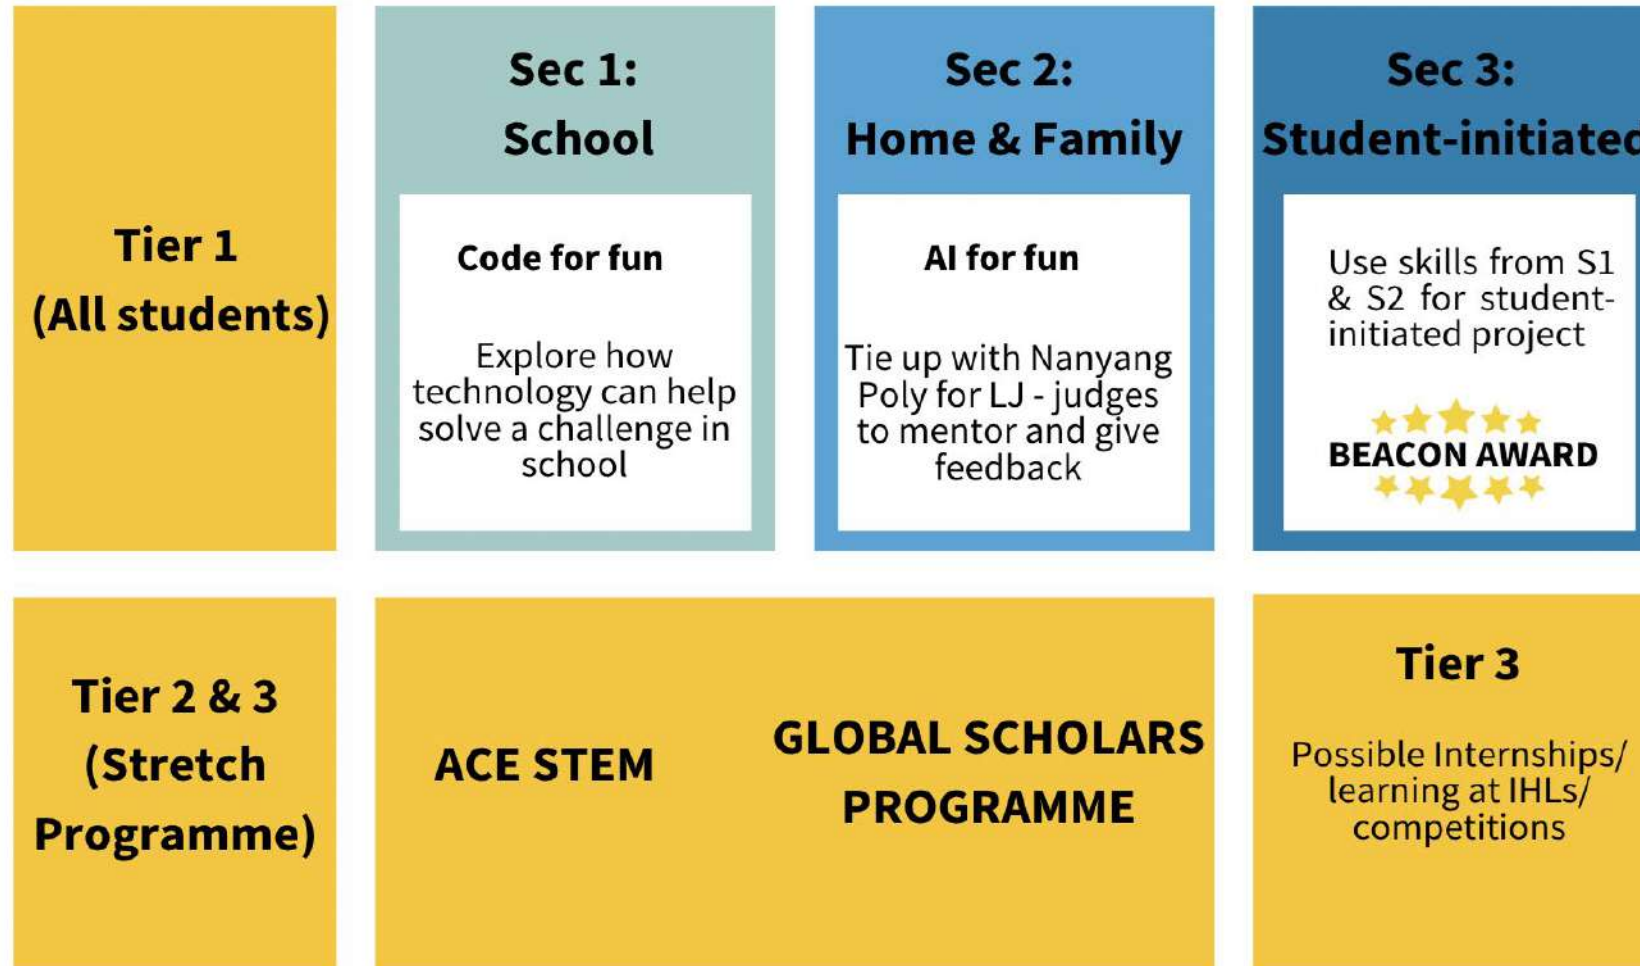 Tier 1
(All students)
Sec 1:
School
Code for fun
Explore how
technology can help
solve a challenge in
school
Sec 2:
Home & Family
AI for fun
Tie up with Nanyang
Poly for LJ - judges
to mentor and give
feedback
Sec 3:
Student-initiated
Use skills from S1
& S2 for student-
initiated project
BEACON AWARD
Tier 2 & 3
(Stretch
Programme)
ACE STEM
GLOBAL SCHOLARS
PROGRAMME
Tier 3
Possible Internships/
learning at IHLs/
competitions